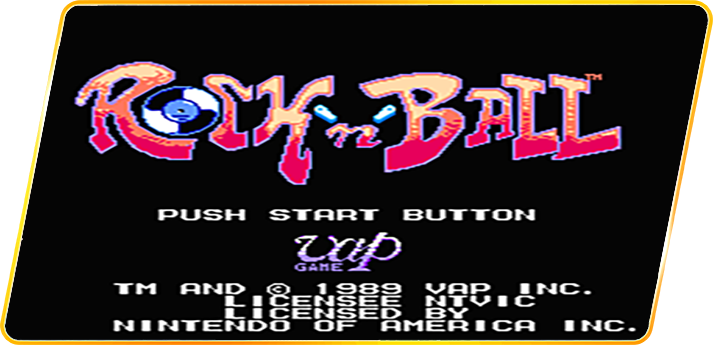 ROCK 'n' BALL™
PUSH START BUTTON
vap
GAME
TM AND © 1989 VAP INC.
LICENSEE NTVIC
LICENSED BY
NINTENDO OF AMERICA INC.